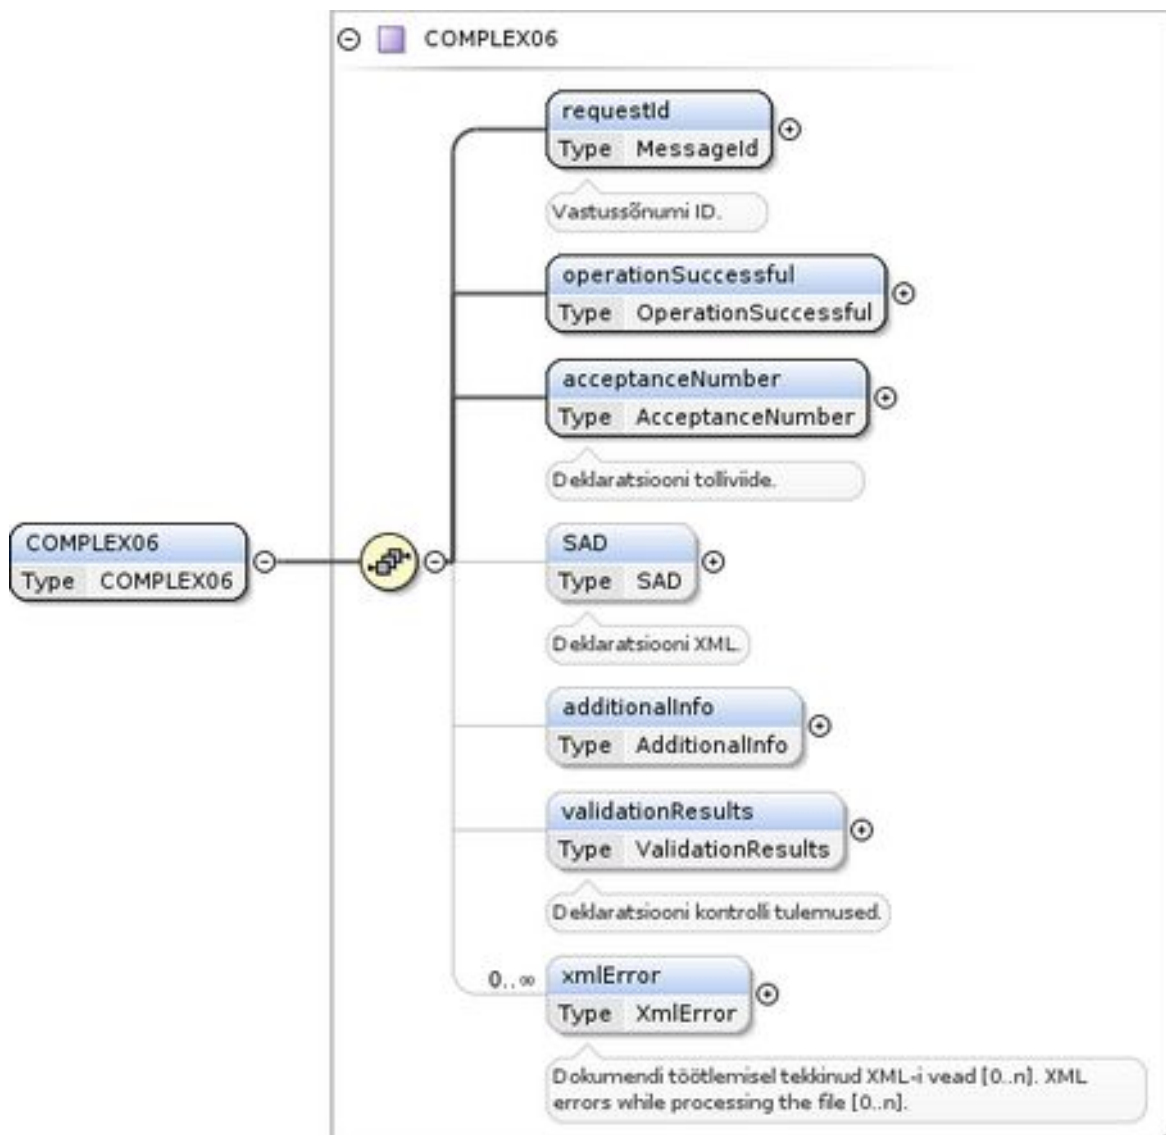 COMPLEX06
requestId
Type MessageId
Vastussõnumi ID.
operationSuccessful
Type OperationSuccessful
acceptanceNumber
Type AcceptanceNumber
Deklaratsiooni tolliviide.
COMPLEX06
Type COMPLEX06
SAD
Type SAD
Deklaratsiooni XML.
additionalInfo
Type AdditionalInfo
validationResults
Type ValidationResults
Deklaratsiooni kontrolli tulemused.
0..∞
xmlError
Type XmlError
Dokumendi töötlemisel tekkinud XML-i vead [0..n]. XML
errors while processing the file [0..n].